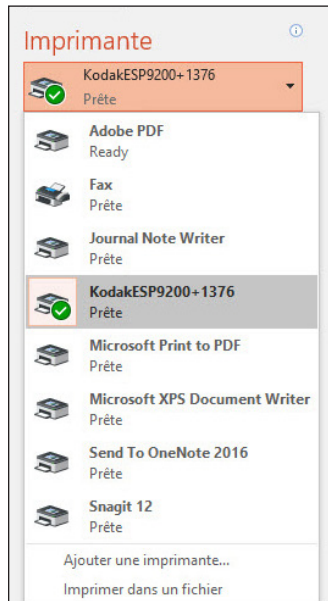 Imprimante
KodakESP9200+1376
Prête
Adobe PDF
Ready
Fax
Prête
Journal Note Writer
Prête
KodakESP9200+1376
Prête
Microsoft Print to PDF
Prête
Microsoft XPS Document Writer
Prête
Send To OneNote 2016
Prête
Snagit 12
Prête
Ajouter une imprimante...
Imprimer dans un fichier